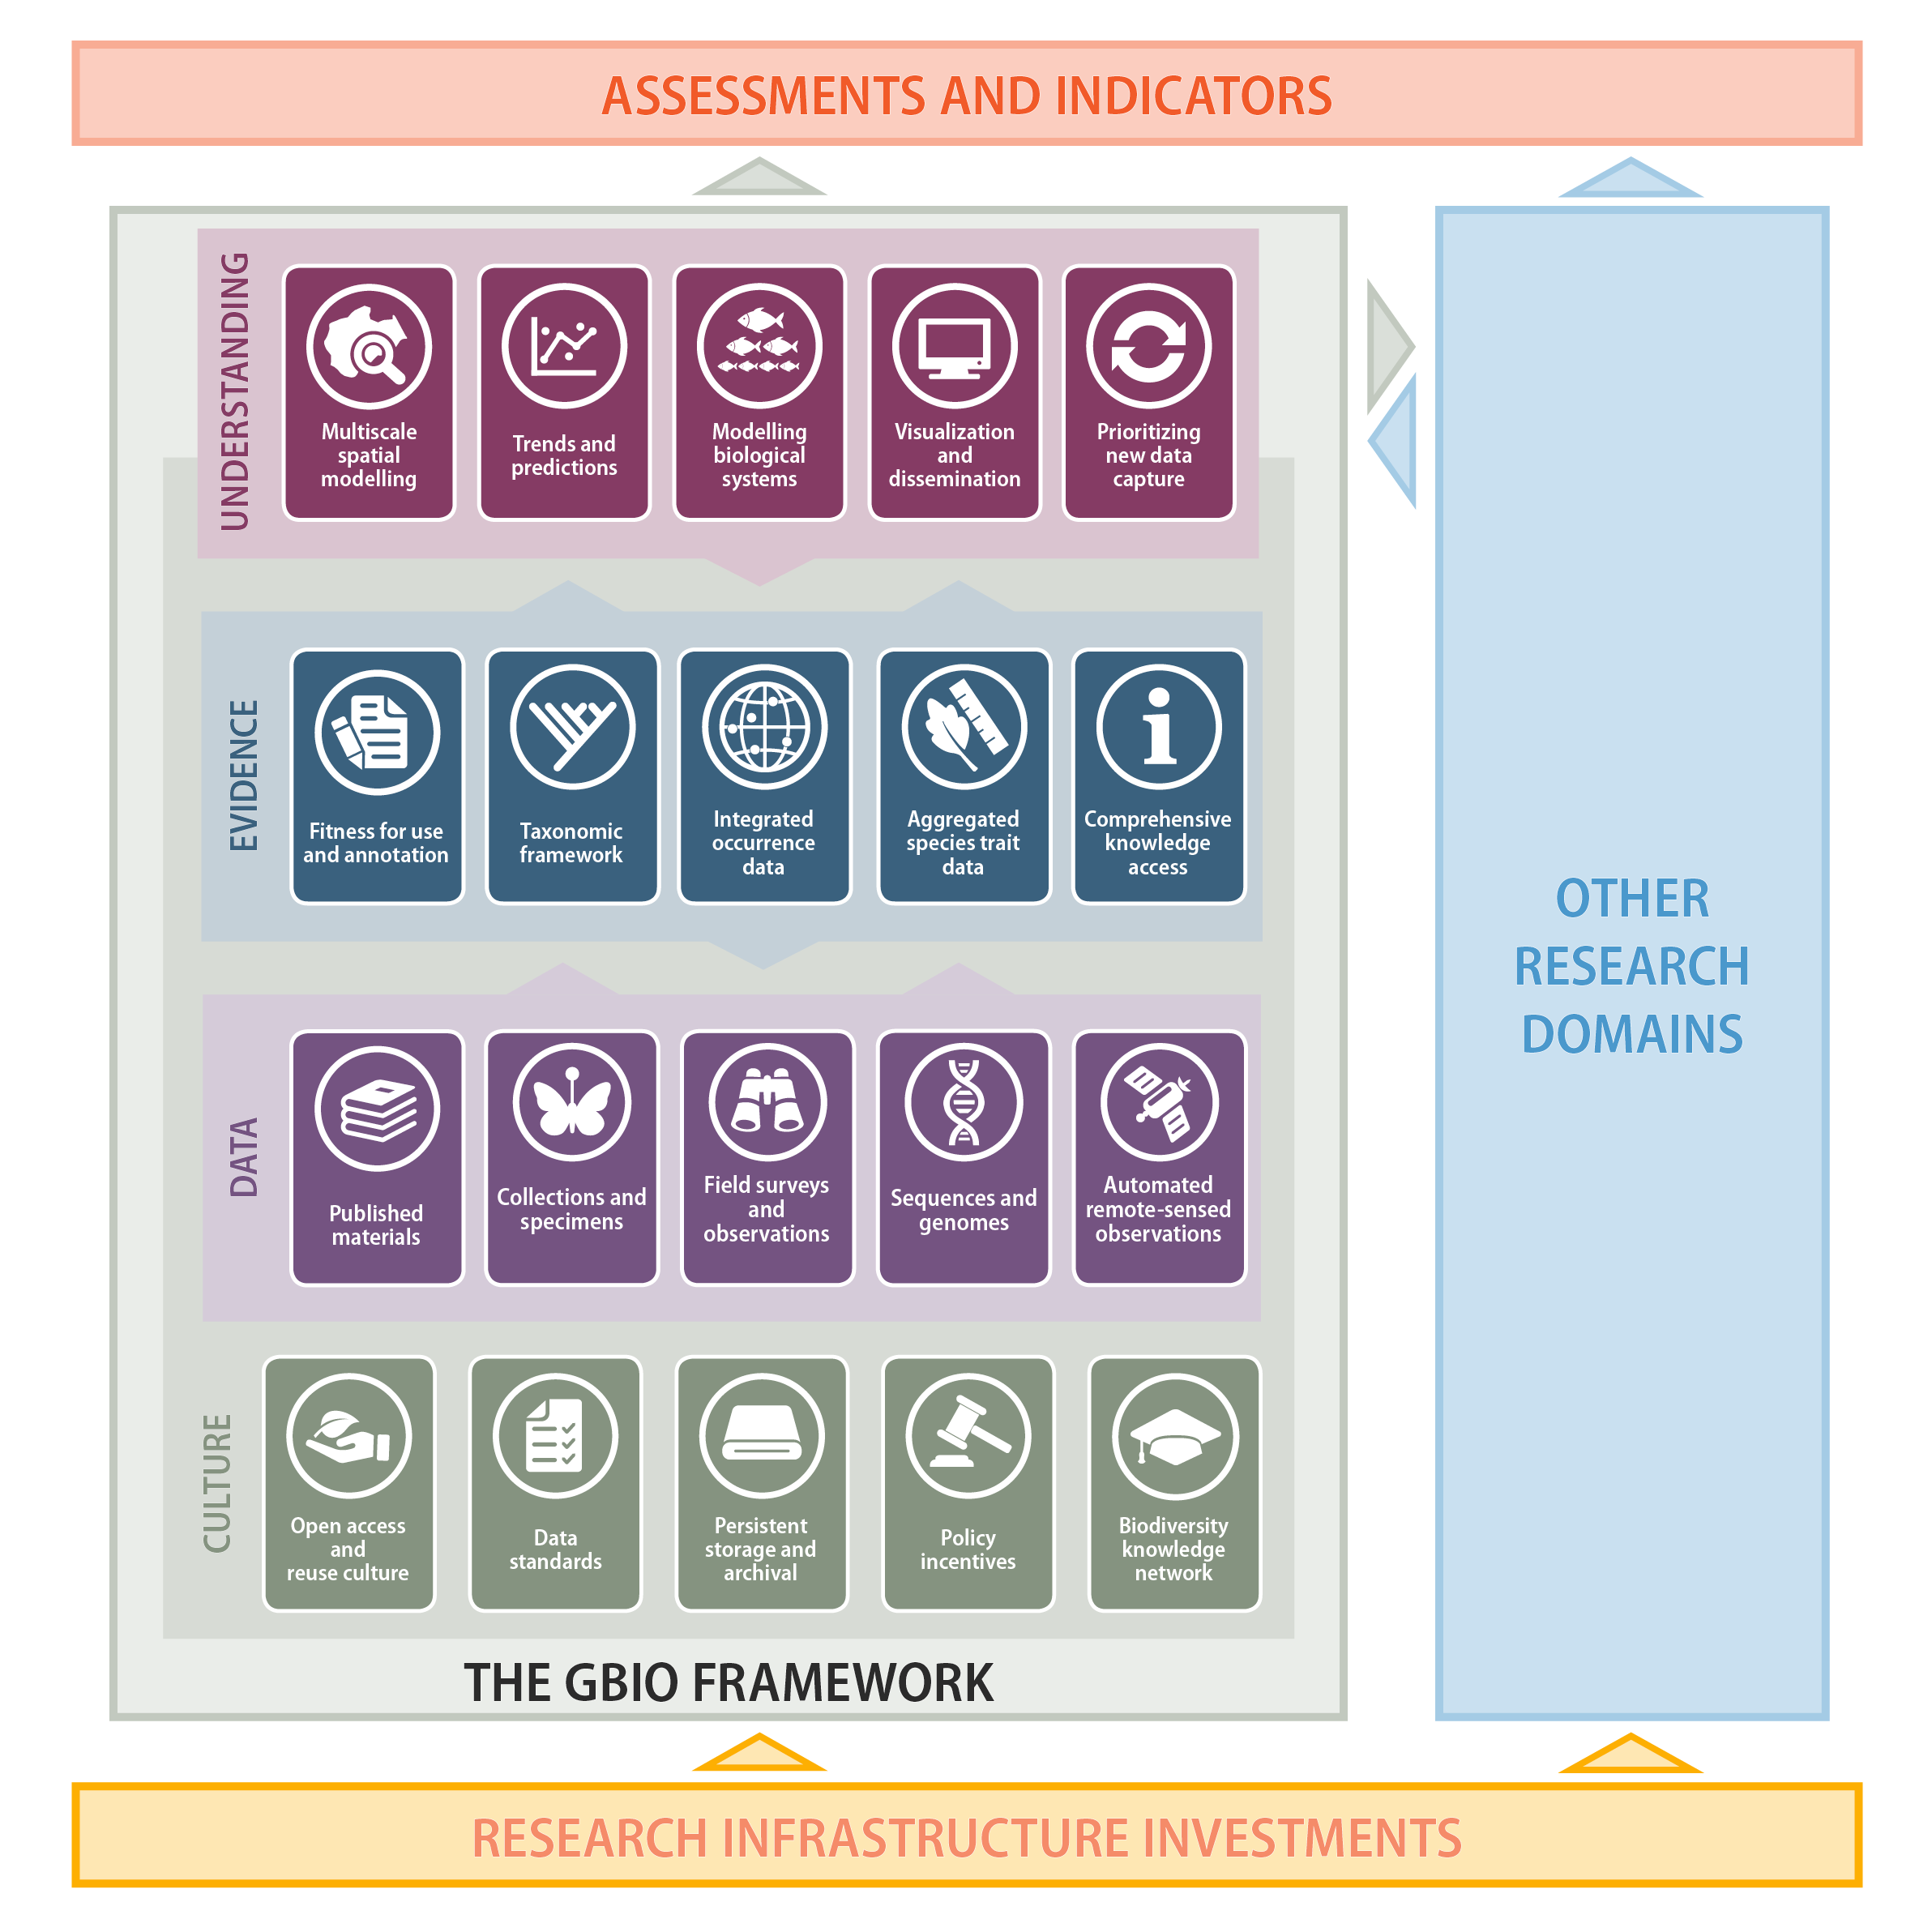 ASSESSMENTS AND INDICATORS
UNDERSTANDING
Multiscale
spatial
modelling
Trends and
predictions
Modelling
biological
systems
Visualization
and
dissemination
Prioritizing
new data
capture
EVIDENCE
Fitness for use
and annotation
Taxonomic
framework
Integrated
occurrence
data
Aggregated
species trait
data
Comprehensive
knowledge
access
DATA
Published
materials
Collections and
specimens
Field surveys
and
observations
Sequences and
genomes
Automated
remote-sensed
observations
CULTURE
Open access
and
reuse culture
Data
standards
Persistent
storage and
archival
Policy
incentives
Biodiversity
knowledge
network
THE GBIO FRAMEWORK
OTHER
RESEARCH
DOMAINS
RESEARCH INFRASTRUCTURE INVESTMENTS